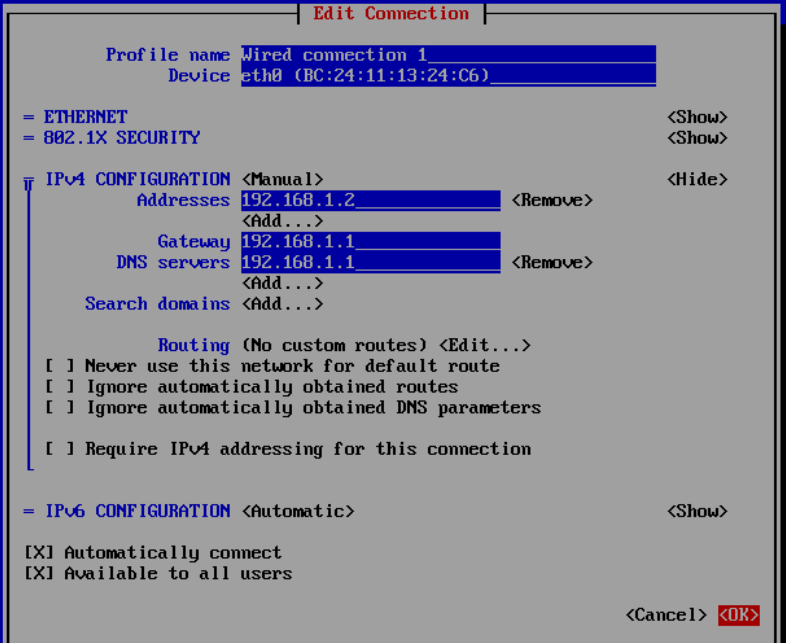 Edit Connection
Profile name Wired connection 1
Device eth0 (BC:24:11:13:24:C6)
= ETHERNET <Show>
= 802.1X SECURITY <Show>
IPv4 CONFIGURATION <Manual> <Hide>
Addresses 192.168.1.2 <Remove>
<Add...>
Gateway 192.168.1.1
DNS servers 192.168.1.1 <Remove>
<Add...>
Search domains <Add...>
Routing (No custom routes) <Edit...>
[ ] Never use this network for default route
[ ] Ignore automatically obtained routes
[ ] Ignore automatically obtained DNS parameters
[ ] Require IPv4 addressing for this connection
= IPv6 CONFIGURATION <Automatic> <Show>
[X] Automatically connect
[X] Available to all users
<Cancel> <OK>